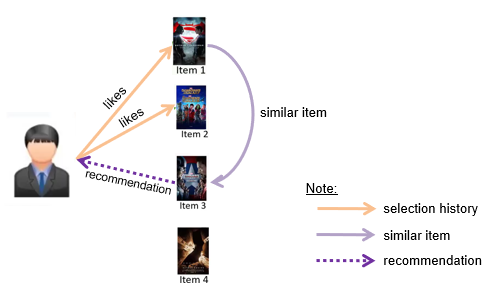 Item 1
likes
likes
Item 2
similar item
recommendation
Item 3
Item 4
Note:
selection history
similar item
recommendation